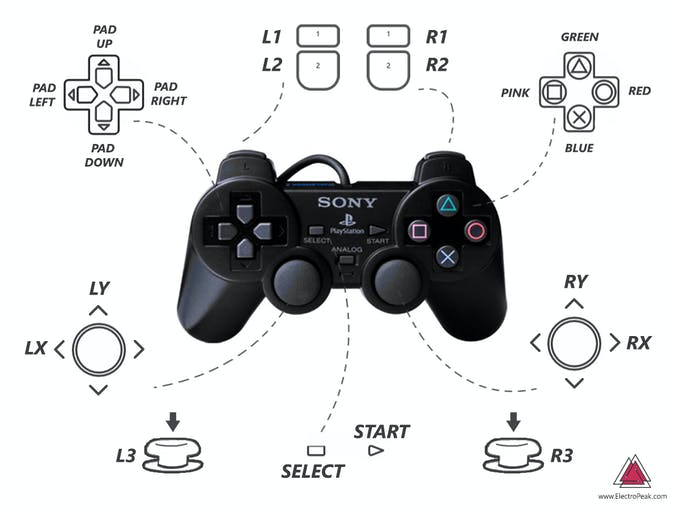 PAD
UP
PAD
LEFT
PAD
RIGHT
PAD
DOWN
L1
L2
1
2
1
2
R1
R2
GREEN
PINK
RED
BLUE
L
SONY
PlayStation
SELECT
START
ANALOG
LY
LX
RY
RX
L3
SELECT
START
R3
www.ElectroPeak.com